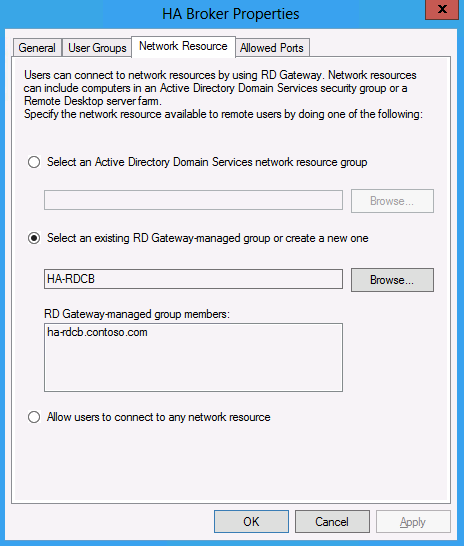 HA Broker Properties
x
General
User Groups
Network Resource
Allowed Ports
Users can connect to network resources by using RD Gateway. Network resources
can include computers in an Active Directory Domain Services security group or a
Remote Desktop server farm.
Specify the network resource available to remote users by doing one of the following:
Select an Active Directory Domain Services network resource group
Browse...
Select an existing RD Gateway-managed group or create a new one
HA-RDCB
Browse...
RD Gateway-managed group members:
ha-rdcb.contoso.com
Allow users to connect to any network resource
OK
Cancel
Apply